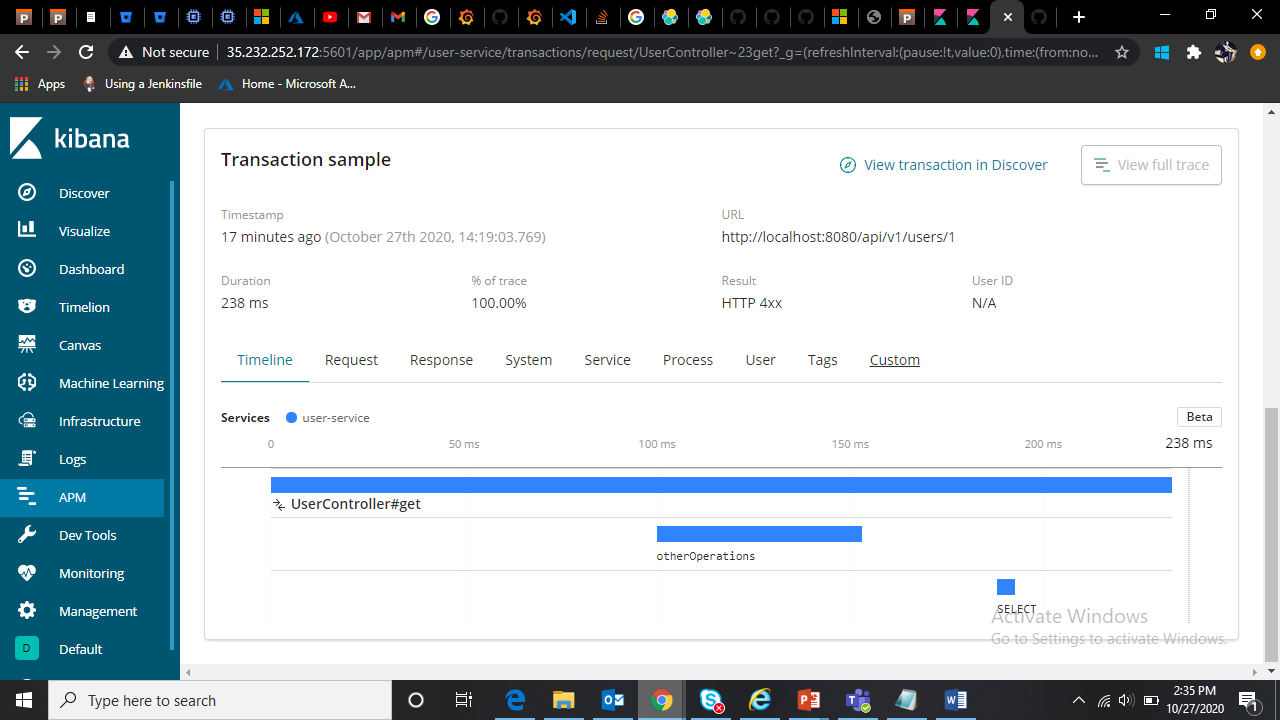 Not secure | 35.232.252.172:5601/app/apm#/user-service/transactions/request/UserController~23get?_g=(refreshInterval:(pause:!t,value:0),time:(from:no...
Apps Using a Jenkinsfile Home - Microsoft A...
kibana
Discover
Visualize
Dashboard
Timelion
Canvas
Machine Learning
Infrastructure
Logs
APM
Dev Tools
Monitoring
Management
D Default
Transaction sample
View transaction in Discover
View full trace
Timestamp
17 minutes ago (October 27th 2020, 14:19:03.769)
URL
http://localhost:8080/api/v1/users/1
Duration
238 ms
% of trace
100.00%
Result
HTTP 4xx
User ID
N/A
Timeline Request Response System Service Process User Tags Custom
Services user-service
Beta
0 50 ms 100 ms 150 ms 200 ms 238 ms
UserController#get
otherOperations
SELECT
Activate Windows
Go to Settings to activate Windows.
Type here to search
2:35 PM
10/27/2020
1